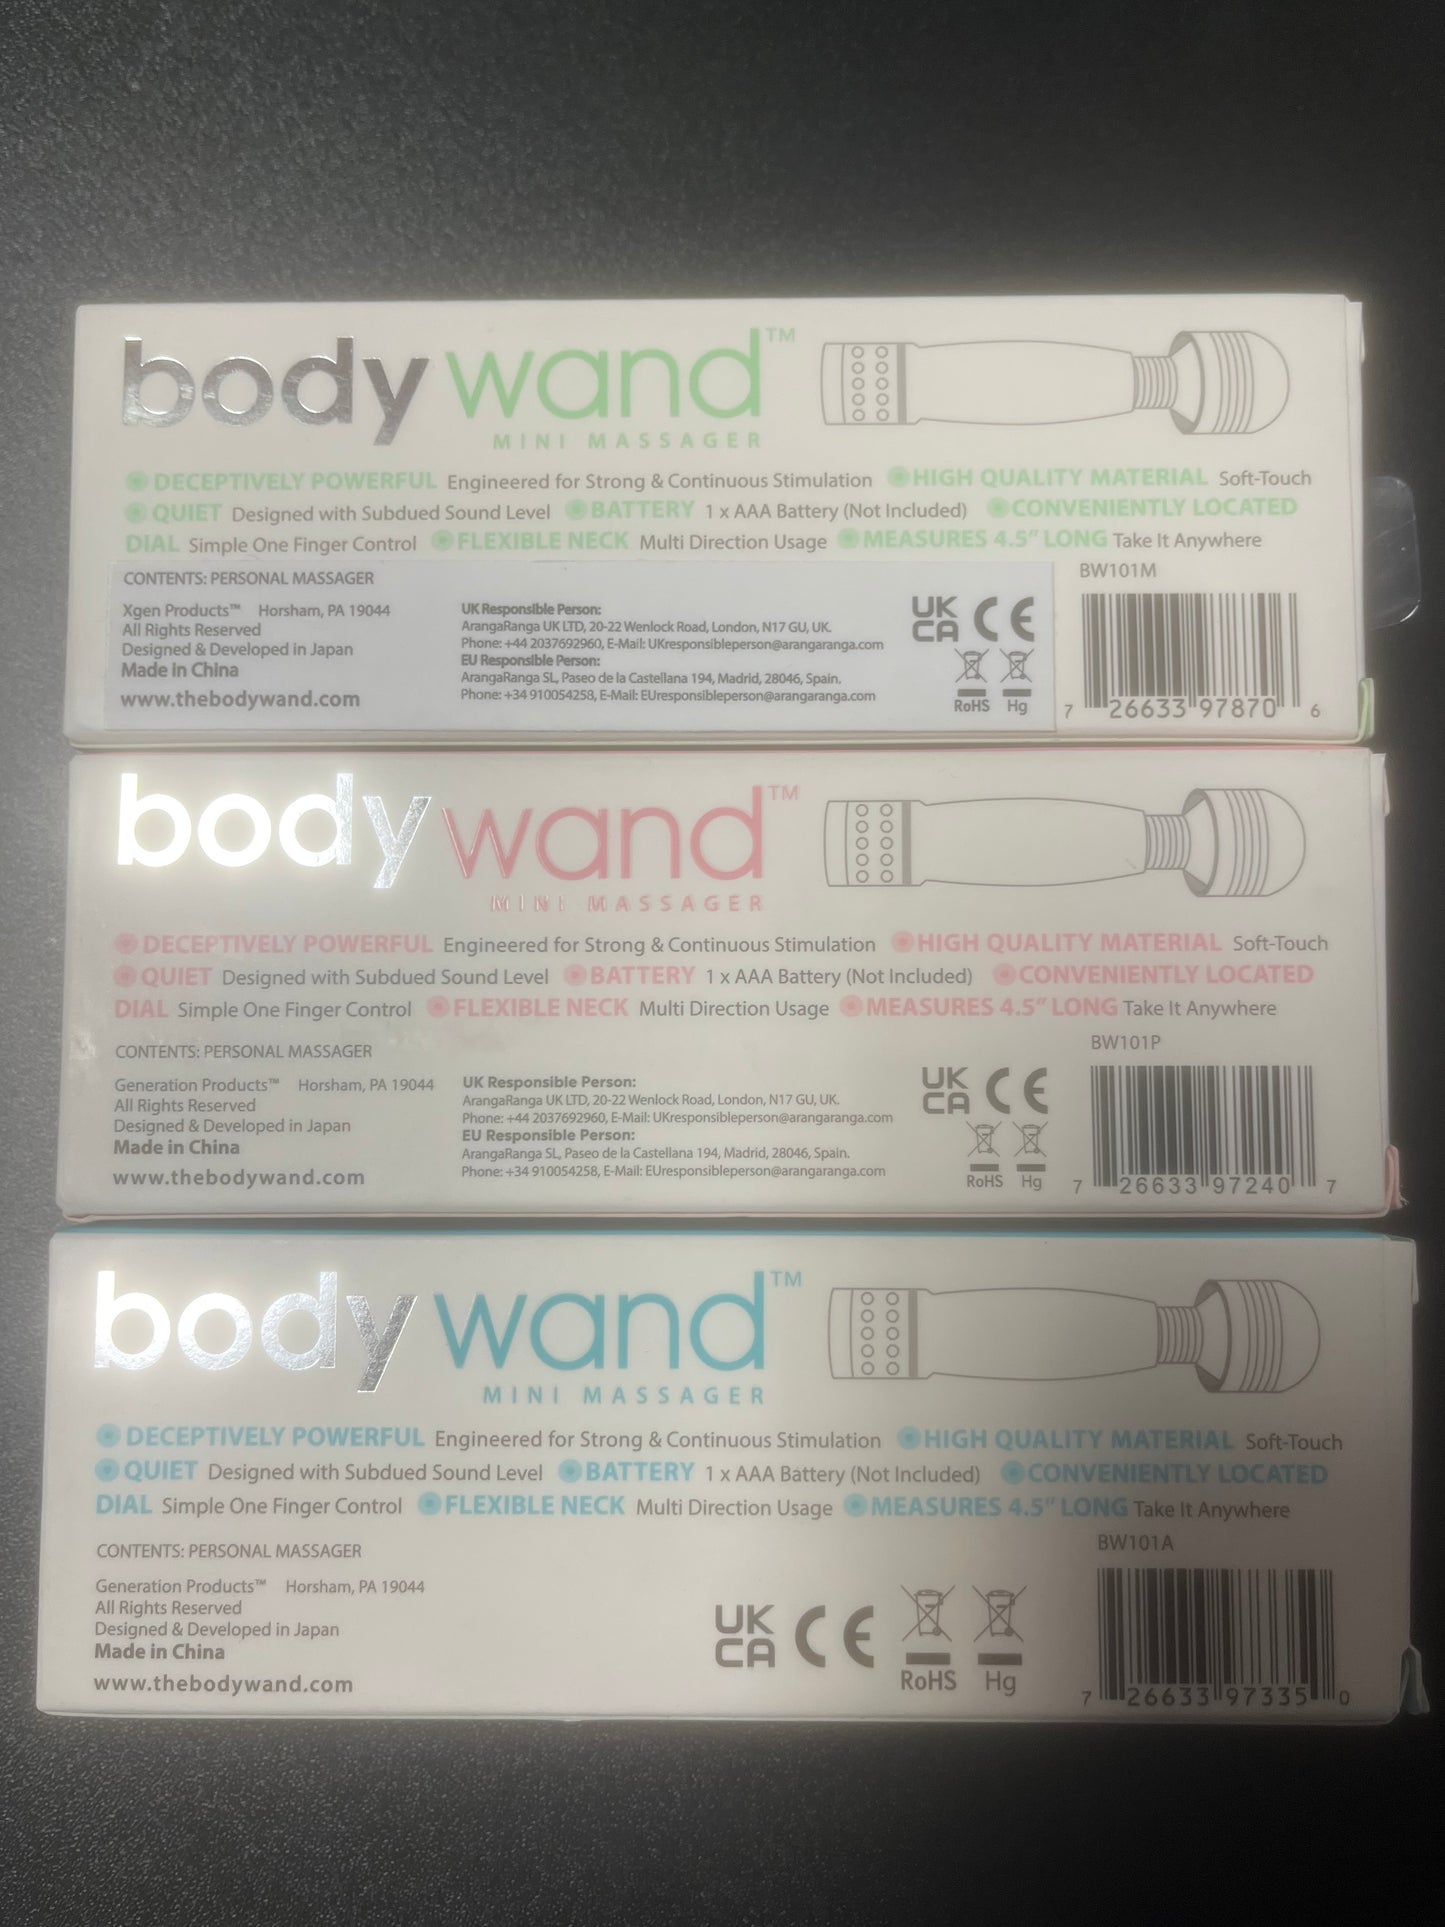 body wand™
MINI MASSAGER
DECEPTIVELY POWERFUL Engineered for Strong & Continuous Stimulation HIGH QUALITY MATERIAL Soft-Touch
QUIET Designed with Subdued Sound Level BATTERY 1 x AAA Battery (Not Included) CONVENIENTLY LOCATED
DIAL Simple One Finger Control FLEXIBLE NECK Multi Direction Usage MEASURES 4.5” LONG Take It Anywhere
CONTENTS: PERSONAL MASSAGER
Xgen Products™ Horsham, PA 19044
All Rights Reserved
Designed & Developed in Japan
Made in China
www.thebodywand.com
UK Responsible Person:
ArangaRanga UK LTD, 20-22 Wenlock Road, London, N17 GU, UK.
Phone: +44 2037692960, E-Mail: UKresponsibleperson@arangaranga.com
EU Responsible Person:
ArangaRanga SL, Paseo de la Castellana 194, Madrid, 28046, Spain.
Phone: +34 910054258, E-Mail: EUresponsibleperson@arangaranga.com
UK CE
CA
RoHS Hg
BW101M
7 26633 97870 6
body wand™
MINI MASSAGER
DECEPTIVELY POWERFUL Engineered for Strong & Continuous Stimulation HIGH QUALITY MATERIAL Soft-Touch
QUIET Designed with Subdued Sound Level BATTERY 1 x AAA Battery (Not Included) CONVENIENTLY LOCATED
DIAL Simple One Finger Control FLEXIBLE NECK Multi Direction Usage MEASURES 4.5” LONG Take It Anywhere
CONTENTS: PERSONAL MASSAGER
Generation Products™ Horsham, PA 19044
All Rights Reserved
Designed & Developed in Japan
Made in China
www.thebodywand.com
UK Responsible Person:
ArangaRanga UK LTD, 20-22 Wenlock Road, London, N17 GU, UK.
Phone: +44 2037692960, E-Mail: UKresponsibleperson@arangaranga.com
EU Responsible Person:
ArangaRanga SL, Paseo de la Castellana 194, Madrid, 28046, Spain.
Phone: +34 910054258, E-Mail: EUresponsibleperson@arangaranga.com
UK CE
CA
RoHS Hg
BW101P
7 26633 97240 7
body wand™
MINI MASSAGER
DECEPTIVELY POWERFUL Engineered for Strong & Continuous Stimulation HIGH QUALITY MATERIAL Soft-Touch
QUIET Designed with Subdued Sound Level BATTERY 1 x AAA Battery (Not Included) CONVENIENTLY LOCATED
DIAL Simple One Finger Control FLEXIBLE NECK Multi Direction Usage MEASURES 4.5” LONG Take It Anywhere
CONTENTS: PERSONAL MASSAGER
Generation Products™ Horsham, PA 19044
All Rights Reserved
Designed & Developed in Japan
Made in China
www.thebodywand.com
UK CE
CA
RoHS Hg
BW101A
7 26633 97335 0